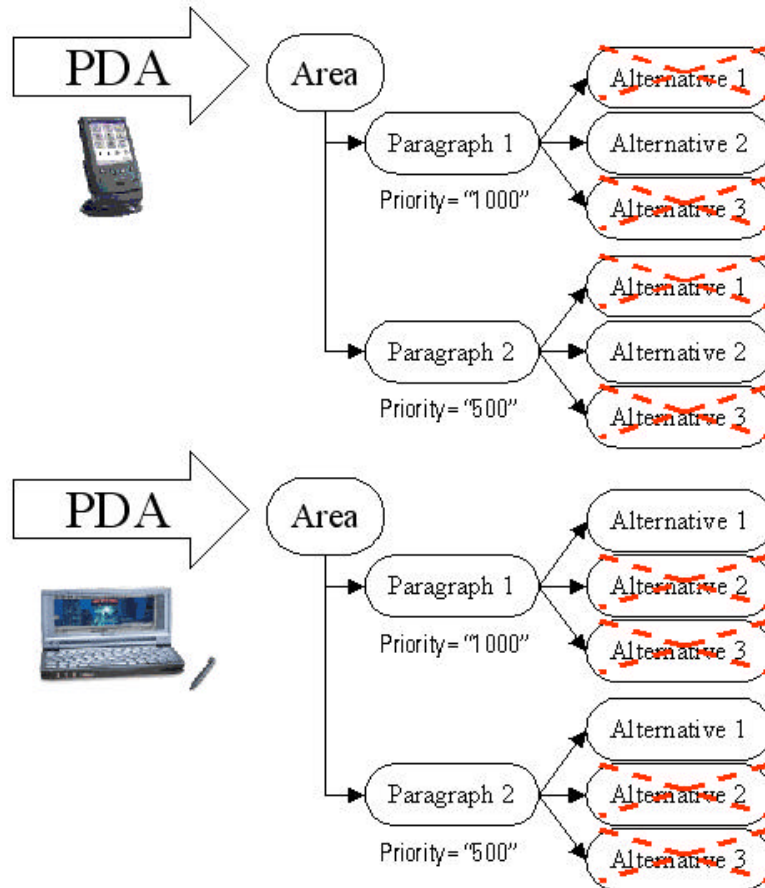 PDA
Area
Alternative 1
Paragraph 1
Alternative 2
Priority="1000"
Alternative 3
Alternative 1
Paragraph 2
Alternative 2
Priority="500"
Alternative 3
PDA
Area
Alternative 1
Paragraph 1
Alternative 2
Priority="1000"
Alternative 3
Alternative 1
Paragraph 2
Alternative 2
Priority="500"
Alternative 3